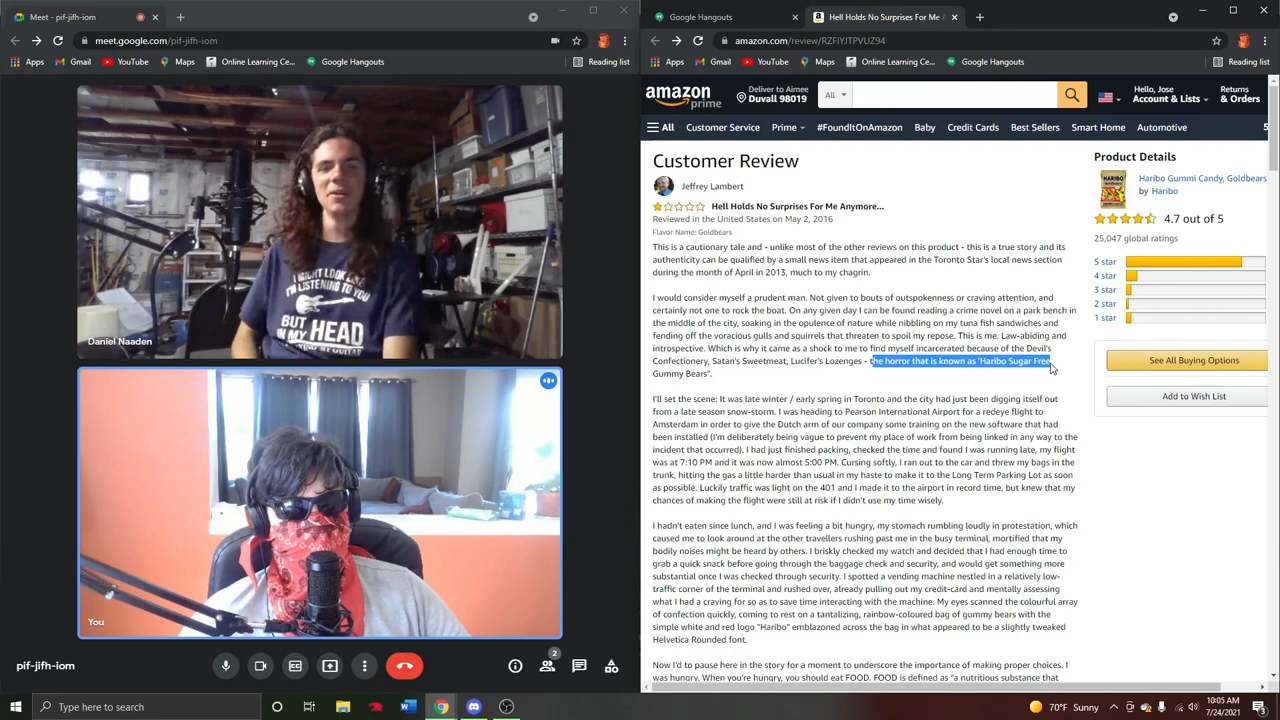 Meet - pif-jifh-iom
meet.google.com/pif-jifh-iom
Apps Gmail YouTube Maps Online Learning Ce... Google Hangouts Reading list
I MIGHT LOOK LIKE
I'M LISTENING TO YOU
BUT IN MY HEAD
Daniel Naaden
You
pif-jifh-iom
2
Google Hangouts
Hell Holds No Surprises For Me A
amazon.com/review/RZFIYJTPVUZ94
Apps Gmail YouTube Maps Online Learning Ce... Google Hangouts Reading list
amazon prime
Deliver to Aimee
Duvall 98019
All
Hello, Jose
Account & Lists
Returns
& Orders
All Customer Service Prime #FoundItOnAmazon Baby Credit Cards Best Sellers Smart Home Automotive
Customer Review
Jeffrey Lambert
Hell Holds No Surprises For Me Anymore...
Reviewed in the United States on May 2, 2016
Flavor Name: Goldbears
This is a cautionary tale and - unlike most of the other reviews on this product - this is a true story and its
authenticity can be qualified by a small news item that appeared in the Toronto Star's local news section
during the month of April in 2013, much to my chagrin.
I would consider myself a prudent man. Not given to bouts of outspokenness or craving attention, and
certainly not one to rock the boat. On any given day I can be found reading a crime novel on a park bench in
the middle of the city, soaking in the opulence of nature while nibbling on my tuna fish sandwiches and
fending off the voracious gulls and squirrels that threaten to spoil my repose. This is me. Law-abiding and
introspective. Which is why it came as a shock to me to find myself incarcerated because of the Devil's
Confectionery, Satan's Sweetmeat, Lucifer's Lozenges - the horror that is known as 'Haribo Sugar Free
Gummy Bears".
I'll set the scene: It was late winter / early spring in Toronto and the city had just been digging itself out
from a late season snow-storm. I was heading to Pearson International Airport for a redeye flight to
Amsterdam in order to give the Dutch arm of our company some training on the new software that had
been installed (I'm deliberately being vague to prevent my place of work from being linked in any way to the
incident that occurred). I had just finished packing, checked the time and found I was running late, my flight
was at 7:10 PM and it was now almost 5:00 PM. Cursing softly, I ran out to the car and threw my bags in the
trunk, hitting the gas a little harder than usual in my haste to make it to the Long Term Parking Lot as soon
as possible. Luckily traffic was light on the 401 and I made it to the airport in record time, but knew that my
chances of making the flight were still at risk if I didn't use my time wisely.
I hadn't eaten since lunch, and I was feeling a bit hungry, my stomach rumbling loudly in protestation, which
caused me to look around at the other travellers rushing past me in the busy terminal, mortified that my
bodily noises might be heard by others. I briskly checked my watch and decided that I had enough time to
grab a quick snack before going through the baggage check and security, and would get something more
substantial once I was checked through security. I spotted a vending machine nestled in a relatively low-
traffic corner of the terminal and rushed over, already pulling out my credit-card and mentally assessing
what I had a craving for so as to save time interacting with the machine. My eyes scanned the colourful array
of confection quickly, coming to rest on a tantalizing, rainbow-coloured bag of gummy bears with the
simple white and red logo "Haribo" emblazoned across the bag in what appeared to be a slightly tweaked
Helvetica Rounded font.
Now I'd to pause here in the story for a moment to underscore the importance of making proper choices. I
was hungry. When you're hungry, you should eat FOOD. FOOD is defined as "a nutritious substance that
Product Details
HARIBO
Haribo Gummi Candy, Goldbears
by Haribo
4.7 out of 5
25,047 global ratings
5 star
4 star
3 star
2 star
1 star
See All Buying Options
Add to Wish List
Type here to search
70°F Sunny
10:05 AM
7/24/2021
3